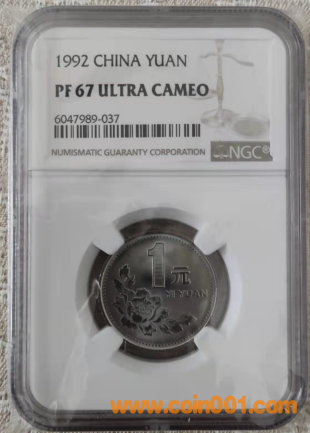 1992 CHINA YUAN
PF 67 ULTRA CAMEO
6047989-037
NUMISMATIC GUARANTY CORPORATION
NGC®
1
元
YI YUAN
www.coin001.com